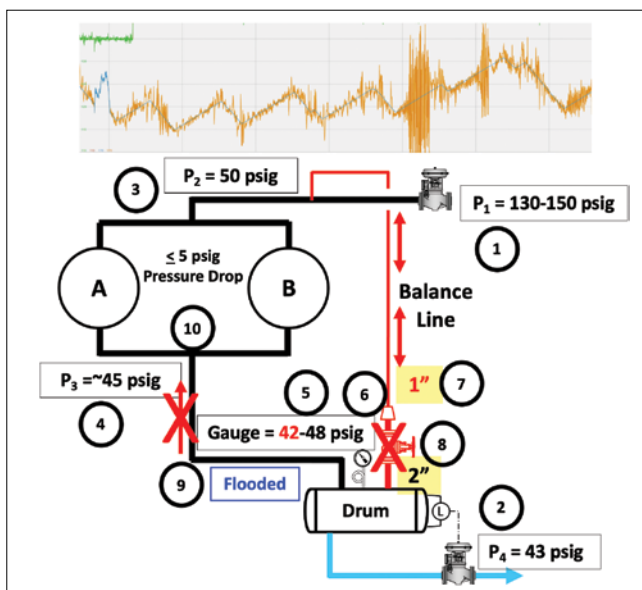 P2 = 50 psig
3
P1 = 130-150 psig
1
A
≤ 5 psig
Pressure Drop
B
Balance
Line
10
P3 =~45 psig
4
5
6
1”
7
Gauge = 42-48 psig
8
9
Flooded
2”
Drum
L
2
P4 = 43 psig